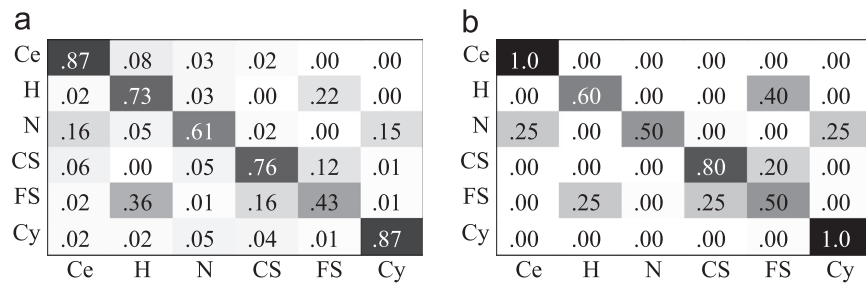 a b
Ce .87 .08 .03 .02 .00 .00
H .02 .73 .03 .00 .22 .00
N .16 .05 .61 .02 .00 .15
CS .06 .00 .05 .76 .12 .01
FS .02 .36 .01 .16 .43 .01
Cy .02 .02 .05 .04 .01 .87
Ce H N CS FS Cy
Ce 1.0 .00 .00 .00 .00 .00
H .00 .60 .00 .00 .40 .00
N .25 .00 .50 .00 .00 .25
CS .00 .00 .00 .80 .20 .00
FS .00 .25 .00 .25 .50 .00
Cy .00 .00 .00 .00 .00 1.0
Ce H N CS FS Cy